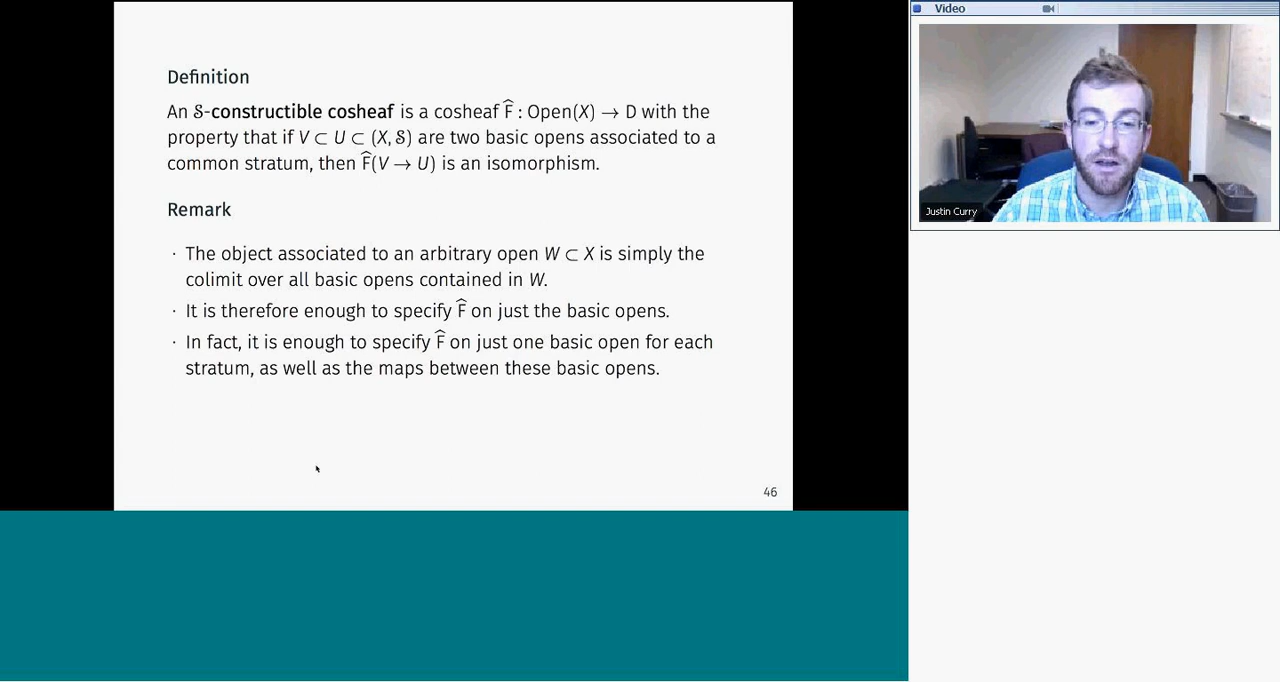 Definition
An 𝒮-constructible cosheaf is a cosheaf F̂ : Open(X) → D with the
property that if V ⊂ U ⊂ (X, 𝒮) are two basic opens associated to a
common stratum, then F̂(V → U) is an isomorphism.
Remark
· The object associated to an arbitrary open W ⊂ X is simply the
colimit over all basic opens contained in W.
· It is therefore enough to specify F̂ on just the basic opens.
· In fact, it is enough to specify F̂ on just one basic open for each
stratum, as well as the maps between these basic opens.
46
Video
Justin Curry